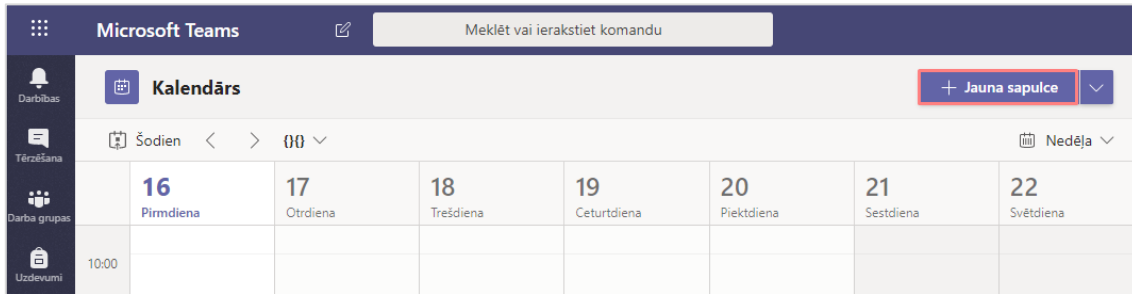 Microsoft Teams
Meklēt vai ierakstiet komandu
Darbības
Kalendārs
+ Jauna sapulce
Tērzēšana
Šodien
{}{}
Nedēļa
Darba grupas
16
Pirmdiena
17
Otrdiena
18
Trešdiena
19
Ceturtdiena
20
Piektdiena
21
Sestdiena
22
Svētdiena
Uzdevumi
10:00